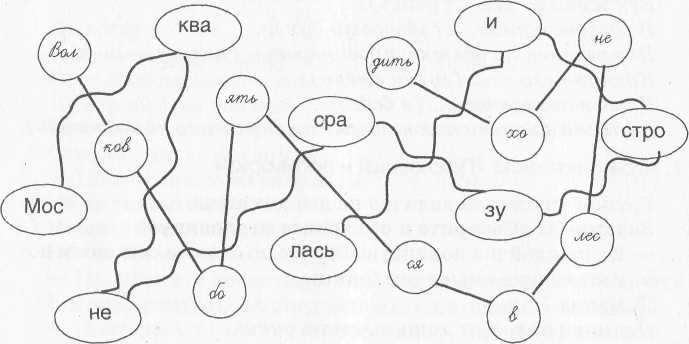 ква
и
не
Вол
дить
ять
сра
ков
хо
стро
Мос
зу
лась
лес
ся
бо
не
в